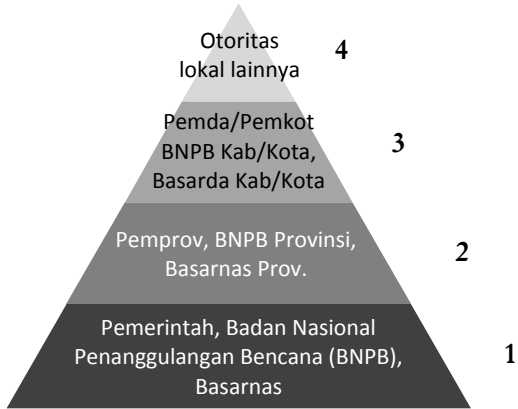 Otoritas
lokal lainnya
4
Pemda/Pemkot
BNPB Kab/Kota,
Basarda Kab/Kota
3
Pemprov, BNPB Provinsi,
Basarnas Prov.
2
Pemerintah, Badan Nasional
Penanggulangan Bencana (BNPB),
Basarnas
1